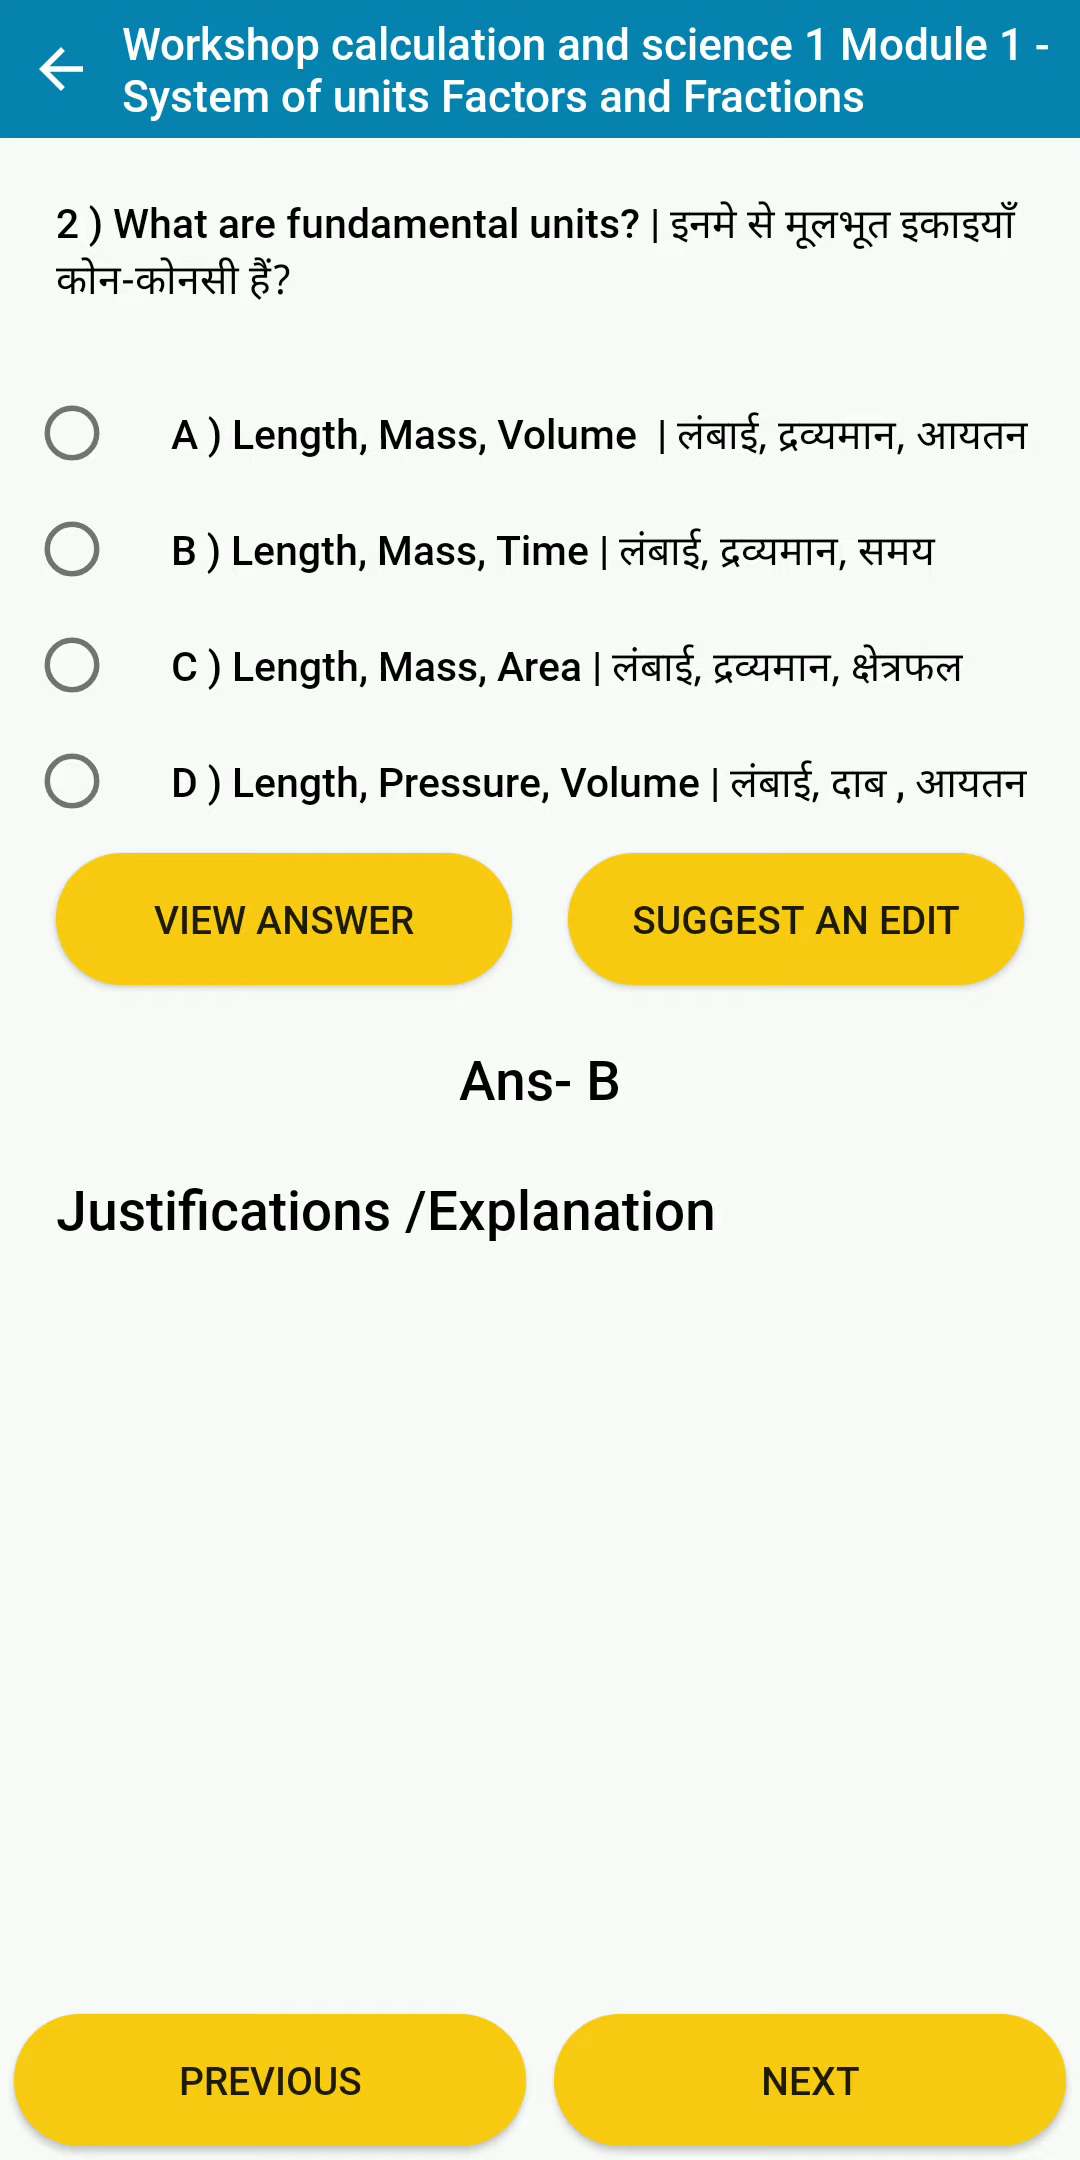 Workshop calculation and science 1 Module 1 -
System of units Factors and Fractions
2 ) What are fundamental units? | इनमे से मूलभूत इकाइयाँ
कोन-कोनसी हैं?
A ) Length, Mass, Volume | लंबाई, द्रव्यमान, आयतन
B ) Length, Mass, Time | लंबाई, द्रव्यमान, समय
C ) Length, Mass, Area | लंबाई, द्रव्यमान, क्षेत्रफल
D ) Length, Pressure, Volume | लंबाई, दाब , आयतन
VIEW ANSWER SUGGEST AN EDIT
Ans- B
Justifications /Explanation
PREVIOUS NEXT